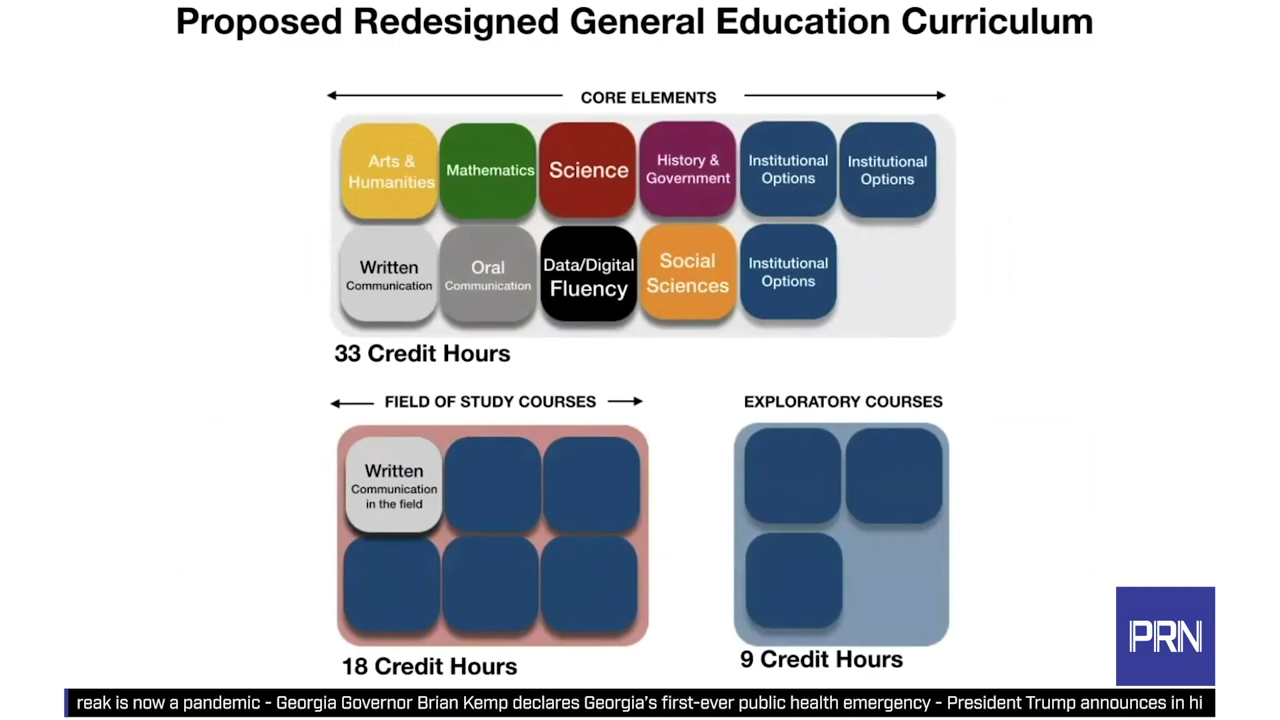 Proposed Redesigned General Education Curriculum
CORE ELEMENTS
Arts &
Humanities
Mathematics
Science
History &
Government
Institutional
Options
Institutional
Options
Written
Communication
Oral
Communication
Data/Digital
Fluency
Social
Sciences
Institutional
Options
33 Credit Hours
FIELD OF STUDY COURSES
Written
Communication
in the field
18 Credit Hours
EXPLORATORY COURSES
9 Credit Hours
PRN
reak is now a pandemic - Georgia Governor Brian Kemp declares Georgia's first-ever public health emergency - President Trump announces in hi